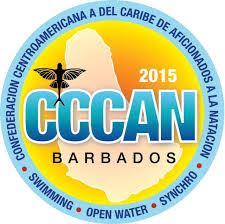 CONFEDERACION CENTROAMERICANA A DEL CARIBE DE AFICIONADOS A LA NATACION
2015
CCCAN
BARBADOS
• SWIMMING • OPEN WATER • SYNCHRO •